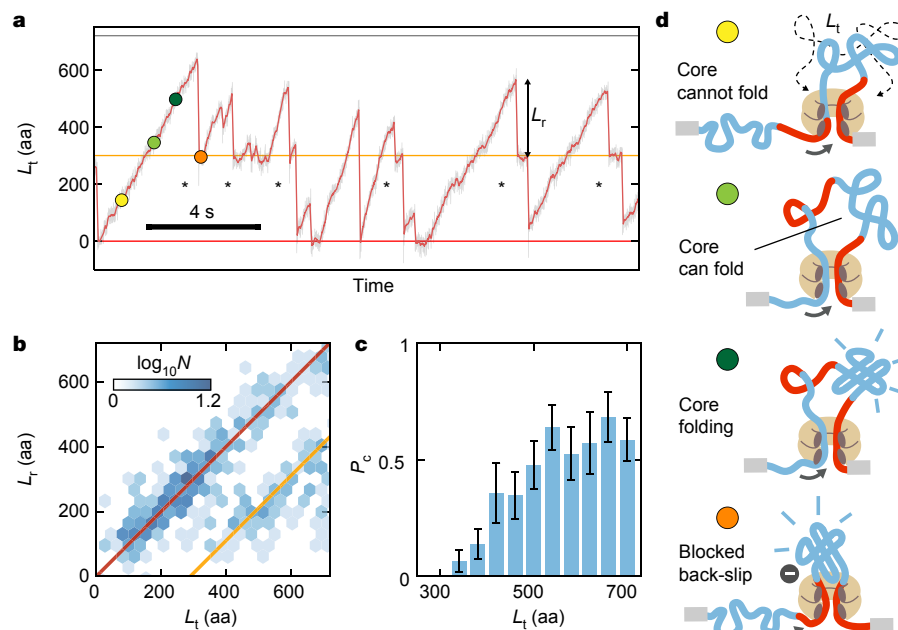 a
L_t (aa)
600
400
200
0
4 s
L_r
*
*
*
*
*
*
Time
b
log₁₀N
0
1.2
L_r (aa)
600
400
200
0
0
200
400
600
L_t (aa)
c
P_c
1
0.5
0
300
500
700
L_t (aa)
d
L_t
Core
cannot fold
Core
can fold
Core
folding
Blocked
back-slip
−